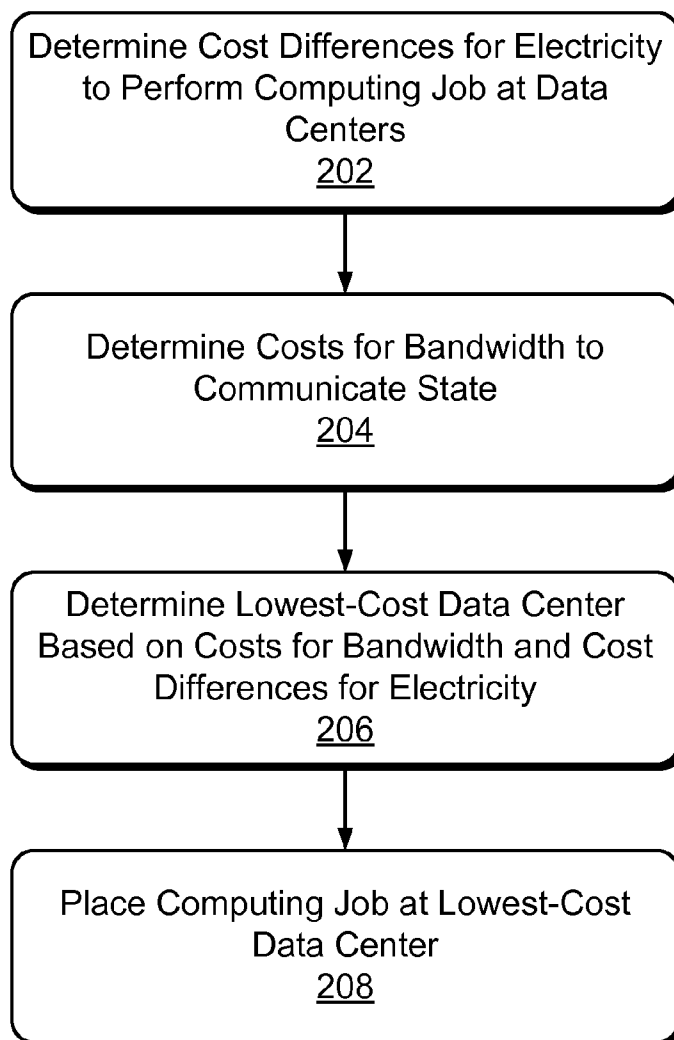 Determine Cost Differences for Electricity
to Perform Computing Job at Data
Centers
202
Determine Costs for Bandwidth to
Communicate State
204
Determine Lowest-Cost Data Center
Based on Costs for Bandwidth and Cost
Differences for Electricity
206
Place Computing Job at Lowest-Cost
Data Center
208